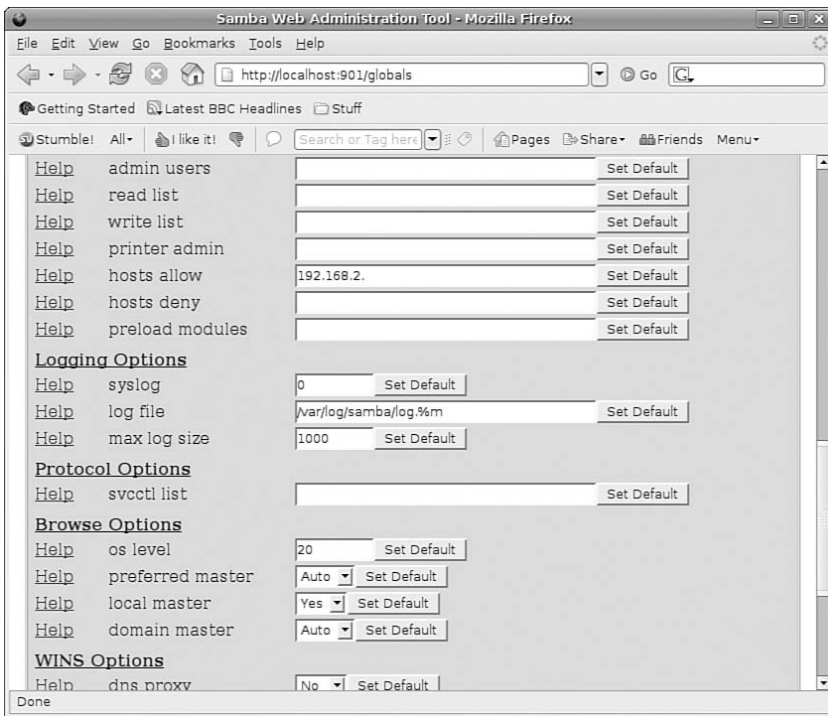 Samba Web Administration Tool - Mozilla Firefox
File Edit View Go Bookmarks Tools Help
http://localhost:901/globals Go G
Getting Started Latest BBC Headlines Stuff
Stumble! All I like it! Search or Tag here Pages Share Friends Menu
Help admin users Set Default
Help read list Set Default
Help write list Set Default
Help printer admin Set Default
Help hosts allow 192.168.2. Set Default
Help hosts deny Set Default
Help preload modules Set Default
Logging Options
Help syslog 0 Set Default
Help log file /var/log/samba/log.%m Set Default
Help max log size 1000 Set Default
Protocol Options
Help svcctl list Set Default
Browse Options
Help os level 20 Set Default
Help preferred master Auto Set Default
Help local master Yes Set Default
Help domain master Auto Set Default
WINS Options
Help dns proxy No Set Default
Done